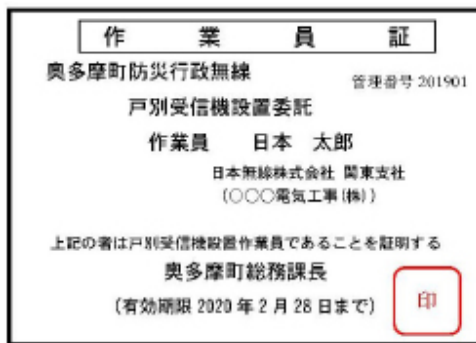 作業員証
奥多摩町防災行政無線
管理番号 201901
戸別受信機設置委託
作業員 日本 太郎
日本無線株式会社 関東支社
(〇〇〇電気工事(株))
上記の者は戸別受信機設置作業員であることを証明する
奥多摩町総務課長
(有効期限 2020 年 2 月 28 日まで)
印